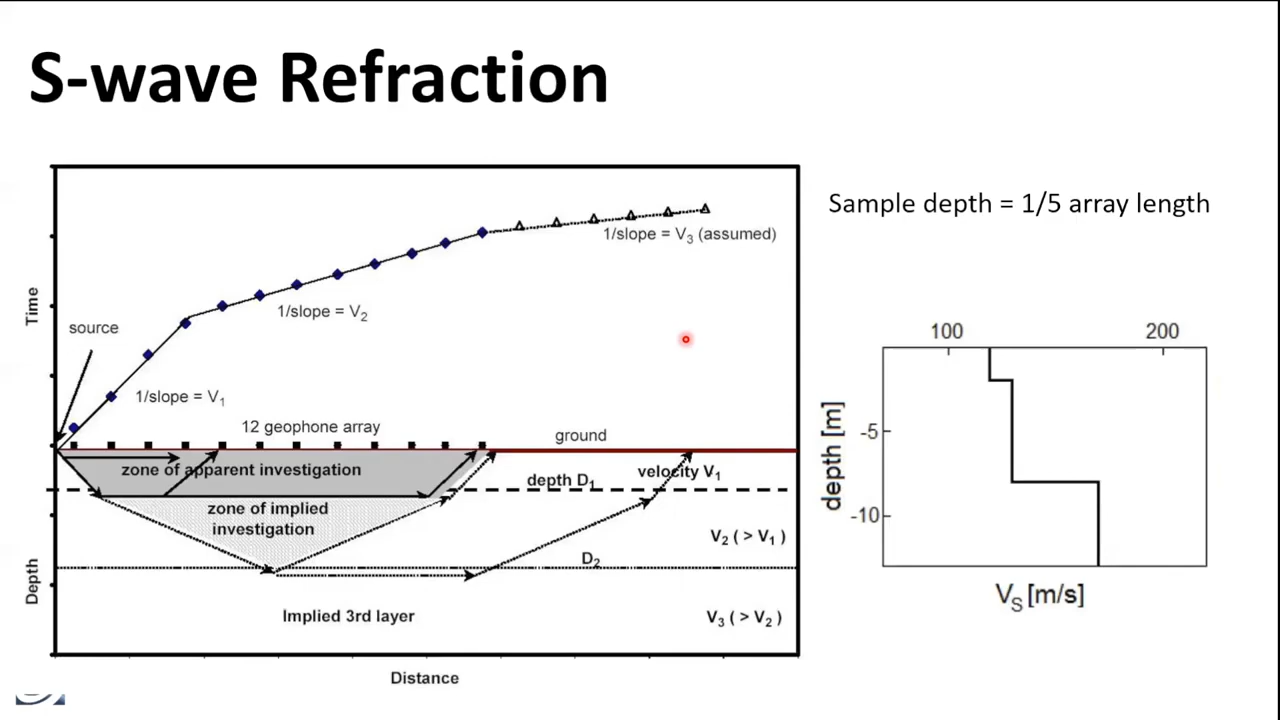 S-wave Refraction
Sample depth = 1/5 array length
1/slope = V3 (assumed)
Time
1/slope = V2
source
1/slope = V1
12 geophone array
ground
zone of apparent investigation
velocity V1
depth D1
zone of implied
investigation
V2 ( > V1 )
D2
Depth
Implied 3rd layer
V3 ( > V2 )
Distance
100
200
depth [m]
-5
-10
VS [m/s]